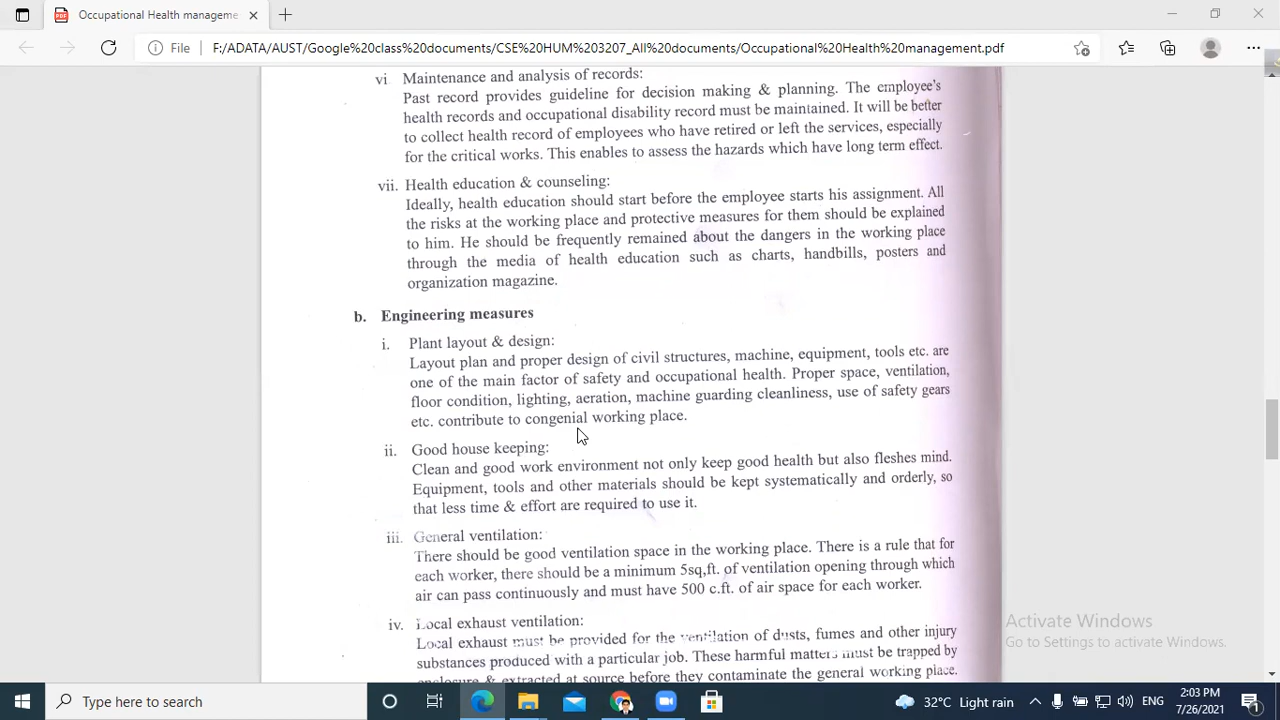 Occupational Health manageme
File
F:/ADATA/AUST/Google%20class%20documents/CSE%20HUM%203207_All%20documents/Occupational%20Health%20management.pdf
vi Maintenance and analysis of records:
Past record provides guideline for decision making & planning. The employee's
health records and occupational disability record must be maintained. It will be better
to collect health record of employees who have retired or left the services, especially
for the critical works. This enables to assess the hazards which have long term effect.
vii. Health education & counseling:
Ideally, health education should start before the employee starts his assignment. All
the risks at the working place and protective measures for them should be explained
to him. He should be frequently remained about the dangers in the working place
through the media of health education such as charts, handbills, posters and
organization magazine.
b. Engineering measures
i. Plant layout & design:
Layout plan and proper design of civil structures, machine, equipment, tools etc. are
one of the main factor of safety and occupational health. Proper space, ventilation,
floor condition, lighting, aeration, machine guarding cleanliness, use of safety gears
etc. contribute to congenial working place.
ii. Good house keeping:
Clean and good work environment not only keep good health but also fleshes mind.
Equipment, tools and other materials should be kept systematically and orderly, so
that less time & effort are required to use it.
iii. General ventilation:
There should be good ventilation space in the working place. There is a rule that for
each worker, there should be a minimum 5sq,ft. of ventilation opening through which
air can pass continuously and must have 500 c.ft. of air space for each worker.
iv. Local exhaust ventilation:
Local exhaust must be provided for the ventilation of dusts, fumes and other injury
substances produced with a particular job. These harmful matters must be trapped by
enclosure & extracted at source before they contaminate the general working place.
Activate Windows
Go to Settings to activate Windows.
Type here to search
32°C Light rain
ENG
2:03 PM
7/26/2021
1